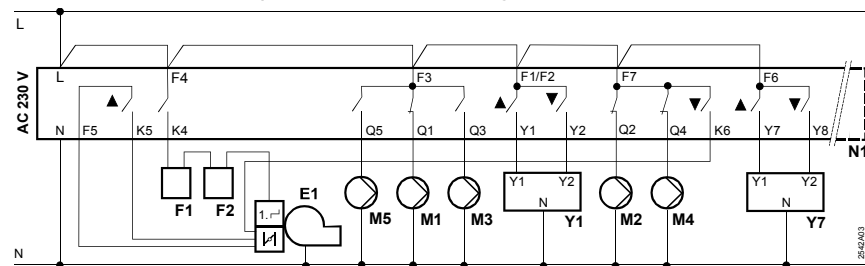 L
AC 230 V
L F4 F3 F1/F2 F7 F6
N F5 K5 K4 Q5 Q1 Q3 Y1 Y2 Q2 Q4 K6 Y7 Y8
N1
F1 F2 E1 1. M5 M1 M3 Y1 Y2 N Y1 M2 M4 Y1 Y2 N Y7
N
2542A03